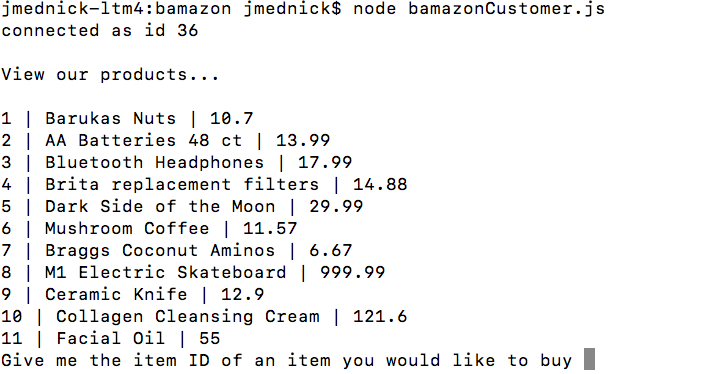 jmednick-ltm4:bamazon jmednick$ node bamazonCustomer.js
connected as id 36
View our products...
1 | Barukas Nuts | 10.7
2 | AA Batteries 48 ct | 13.99
3 | Bluetooth Headphones | 17.99
4 | Brita replacement filters | 14.88
5 | Dark Side of the Moon | 29.99
6 | Mushroom Coffee | 11.57
7 | Braggs Coconut Aminos | 6.67
8 | M1 Electric Skateboard | 999.99
9 | Ceramic Knife | 12.9
10 | Collagen Cleansing Cream | 121.6
11 | Facial Oil | 55
Give me the item ID of an item you would like to buy